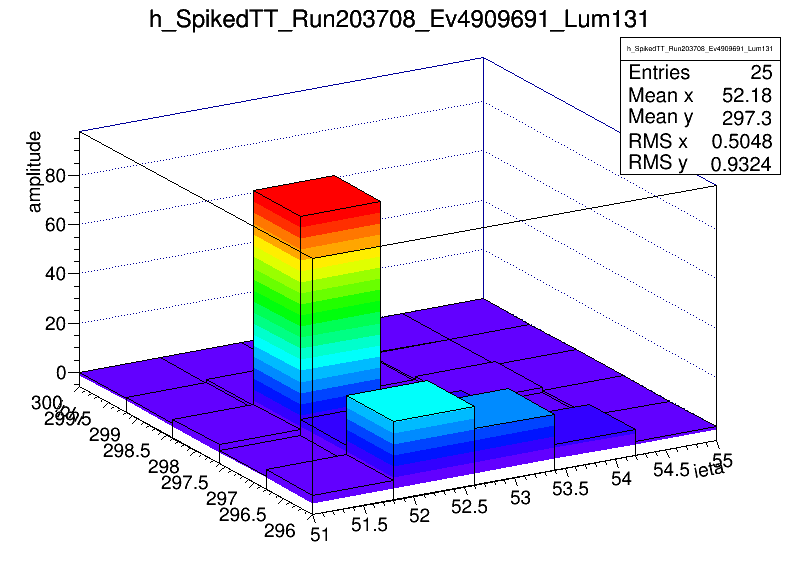 h_SpikedTT_Run203708_Ev4909691_Lum131
h_SpikedTT_Run203708_Ev4909691_Lum131
Entries 25
Mean x 52.18
Mean y 297.3
RMS x 0.5048
RMS y 0.9324
amplitude
80
60
40
20
0
300
299.5
299
298.5
298
297.5
297
296.5
296
51
51.5
52
52.5
53
53.5
54
54.5
55
ieta